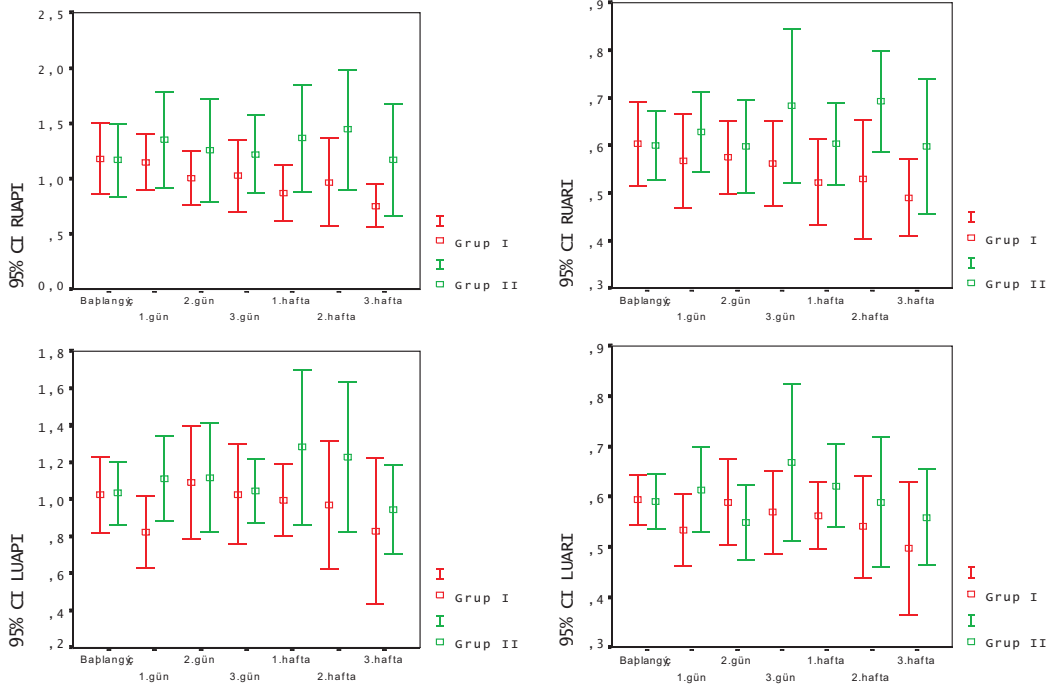 2,5
2,0
1,5
1,0
,5
0,0
95% CI RUAPI
Baþlangýç
1.gün
2.gün
3.gün
1.hafta
2.hafta
3.hafta
Grup I
Grup II
,9
,8
,7
,6
,5
,4
,3
95% CI RUARI
Baþlangýç
1.gün
2.gün
3.gün
1.hafta
2.hafta
3.hafta
Grup I
Grup II
1,8
1,6
1,4
1,2
1,0
,8
,6
,4
,2
95% CI LUAPI
Baþlangýç
1.gün
2.gün
3.gün
1.hafta
2.hafta
3.hafta
Grup I
Grup II
,9
,8
,7
,6
,5
,4
,3
95% CI LUARI
Baþlangýç
1.gün
2.gün
3.gün
1.hafta
2.hafta
3.hafta
Grup I
Grup II